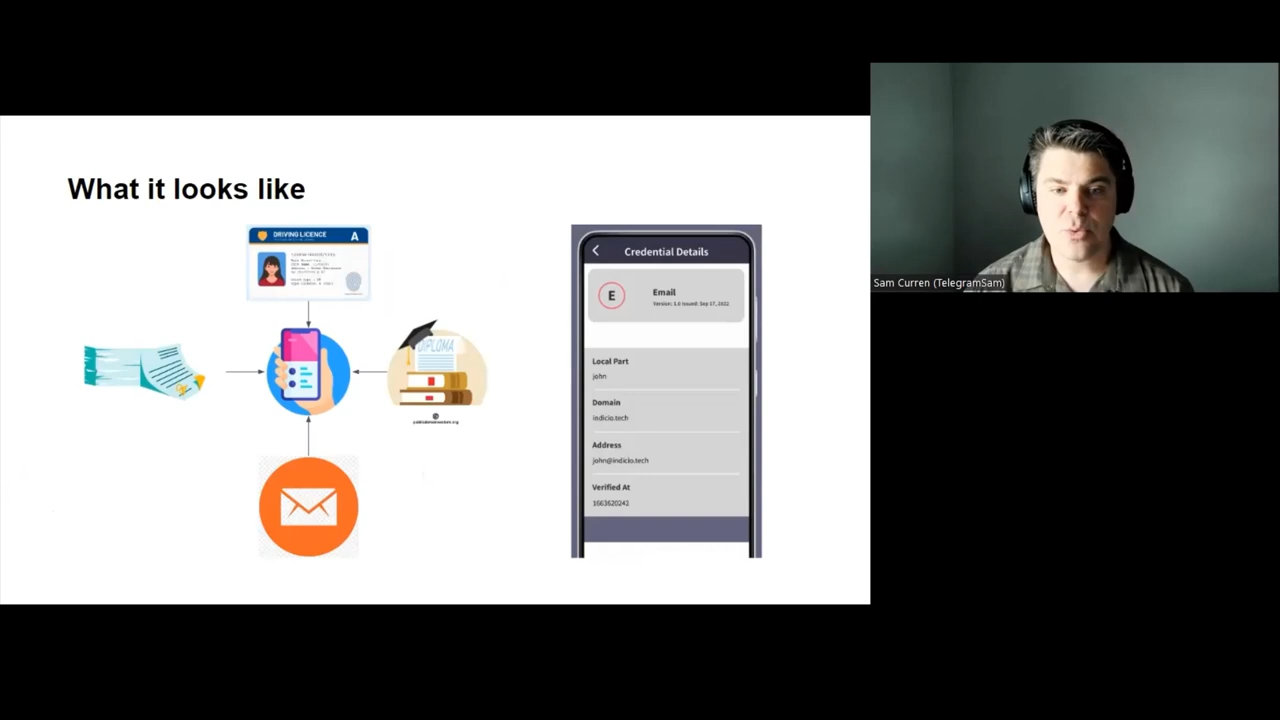 What it looks like
DRIVING LICENCE
A
DIPLOMA
Credential Details
E
Email
Version: 1.0 Issued: Sep 17, 2022
Local Part
john
Domain
indicio.tech
Address
john@indicio.tech
Verified At
1663620242
Sam Curren (TelegramSam)